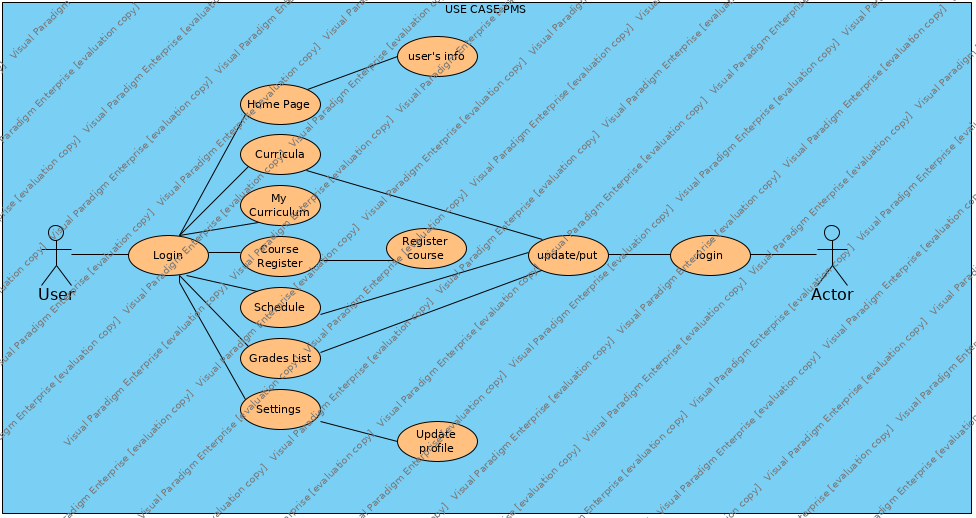 USE CASE PMS
user's info
Home Page
Curricula
My
Curriculum
Course
Register
Register
course
Login
update/put
login
User
Actor
Schedule
Grades List
Settings
Update
profile
Visual Paradigm Enterprise [evaluation copy]